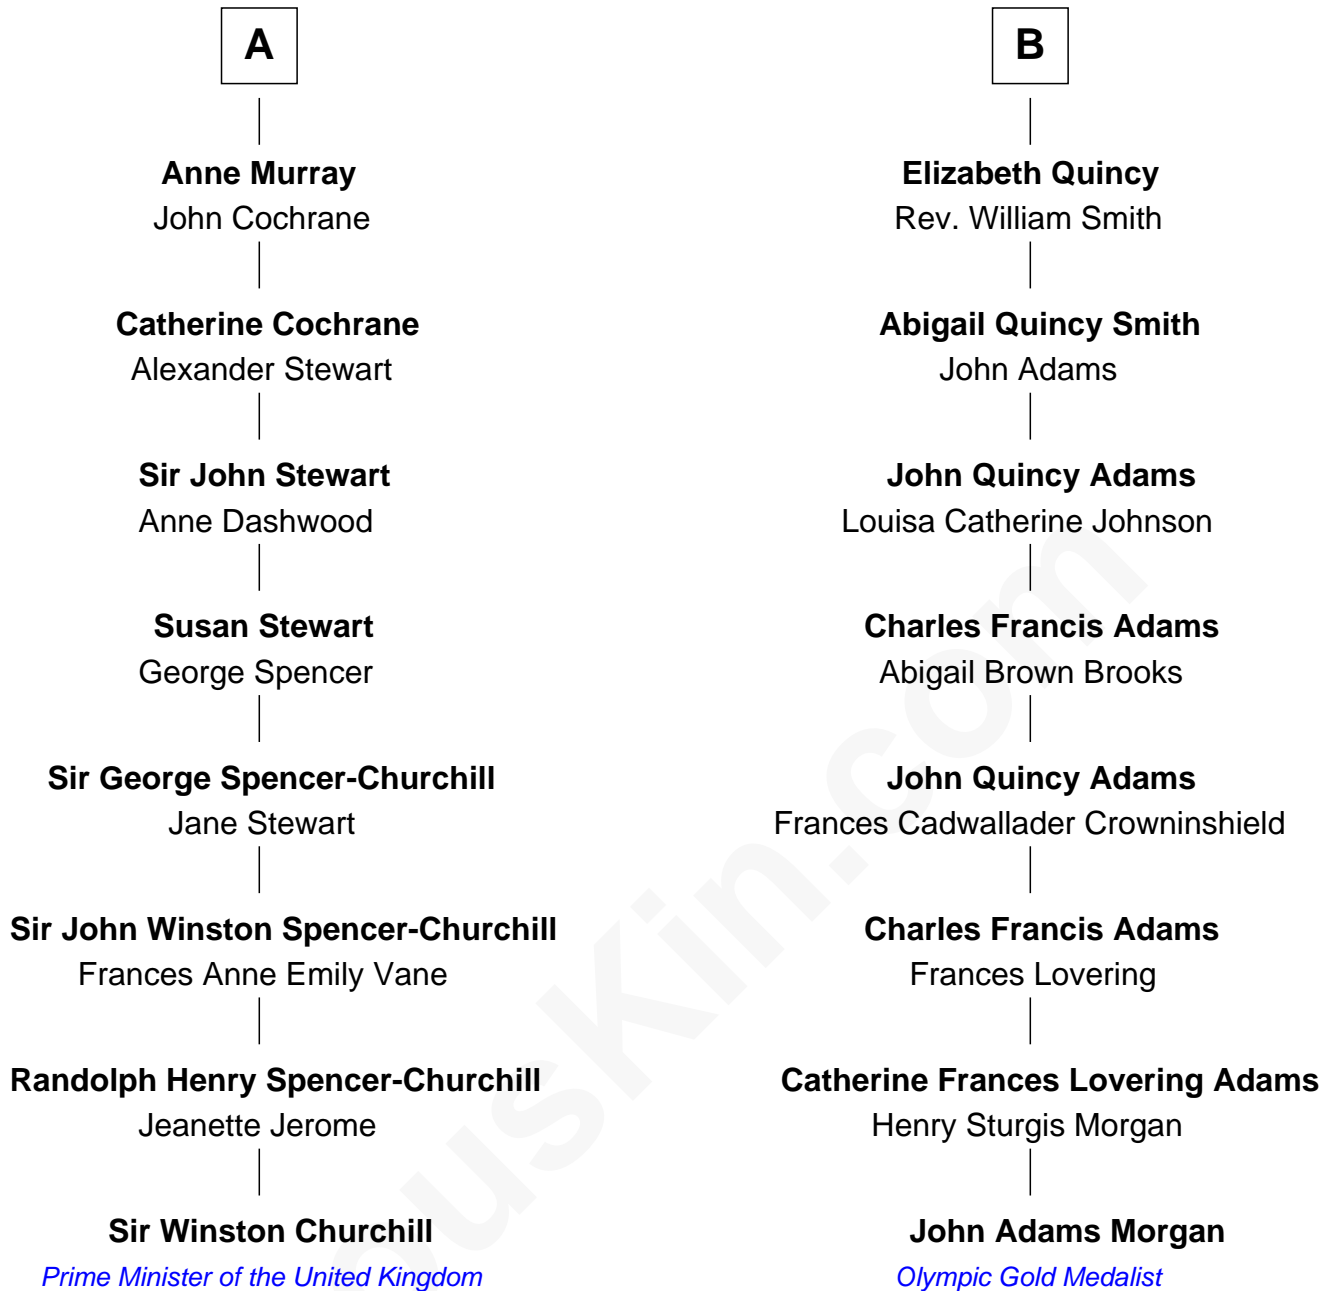 A
Anne Murray
John Cochrane
Catherine Cochrane
Alexander Stewart
Sir John Stewart
Anne Dashwood
Susan Stewart
George Spencer
Sir George Spencer-Churchill
Jane Stewart
Sir John Winston Spencer-Churchill
Frances Anne Emily Vane
Randolph Henry Spencer-Churchill
Jeanette Jerome
Sir Winston Churchill
Prime Minister of the United Kingdom
B
Elizabeth Quincy
Rev. William Smith
Abigail Quincy Smith
John Adams
John Quincy Adams
Louisa Catherine Johnson
Charles Francis Adams
Abigail Brown Brooks
John Quincy Adams
Frances Cadwallader Crowninshield
Charles Francis Adams
Frances Lovering
Catherine Frances Lovering Adams
Henry Sturgis Morgan
John Adams Morgan
Olympic Gold Medalist
ousKin.com